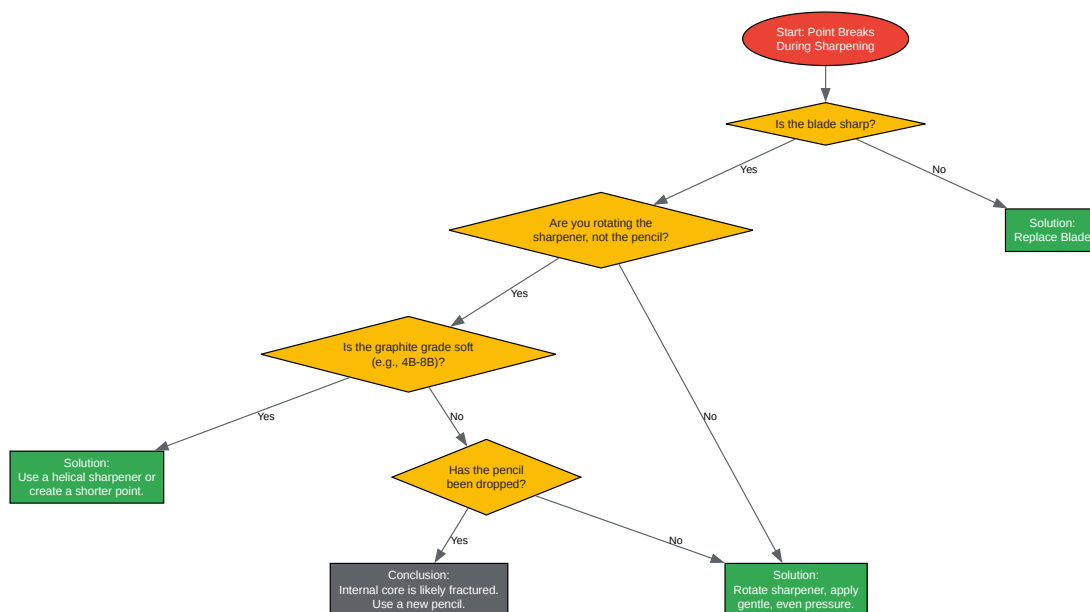 Start: Point Breaks
During Sharpening
Is the blade sharp?
Yes
No
Are you rotating the
sharpener, not the pencil?
Solution:
Replace Blade
Yes
Is the graphite grade soft
(e.g., 4B-8B)?
No
Yes
No
Solution:
Use a helical sharpener or
create a shorter point.
Has the pencil
been dropped?
Yes
No
Conclusion:
Internal core is likely fractured.
Use a new pencil.
Solution:
Rotate sharpener, apply
gentle, even pressure.